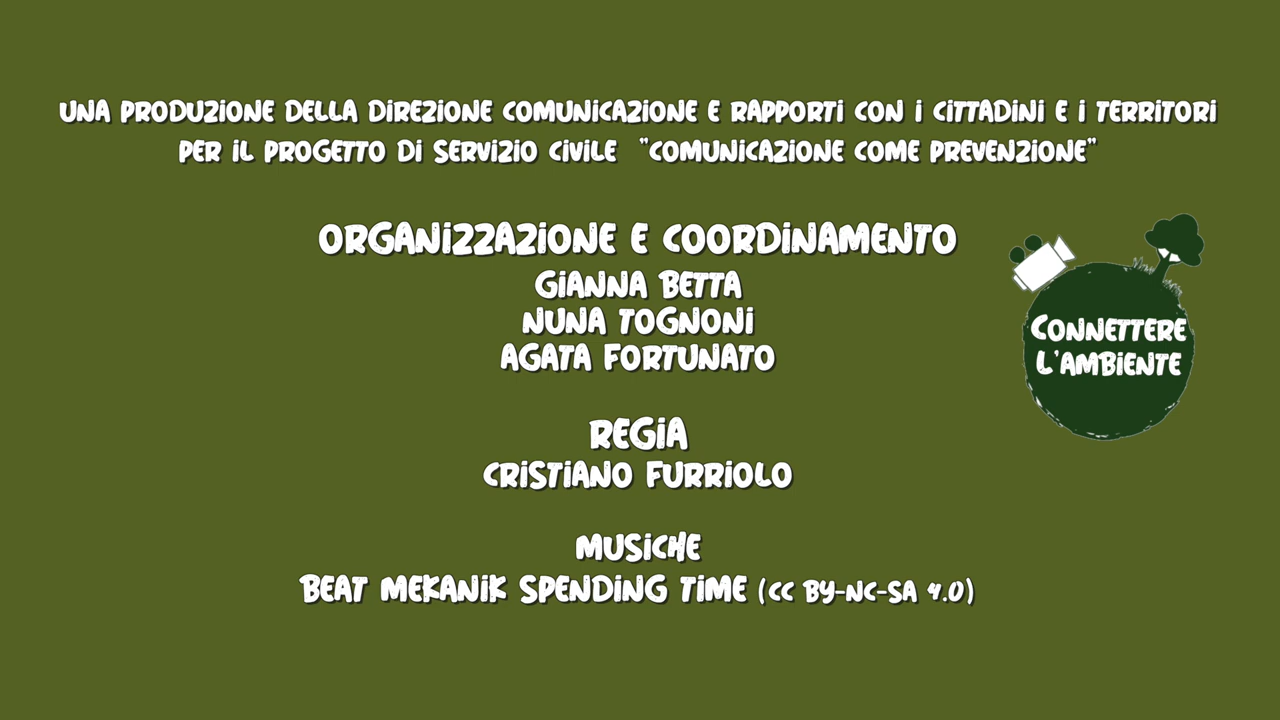 UNA PRODUZIONE DELLA DIREZIONE COMUNICAZIONE E RAPPORTI CON I CITTADINI E I TERRITORI
PER IL PROGETTO DI SERVIZIO CIVILE "COMUNICAZIONE COME PREVENZIONE"
ORGANIZZAZIONE E COORDINAMENTO
GIANNA BETTA
NUNA TOGNONI
AGATA FORTUNATO
REGIA
CRISTIANO FURRIOLO
MUSICHE
BEAT MEKANIK SPENDING TIME (CC BY-NC-SA 4.0)
CONNETTERE
L'AMBIENTE